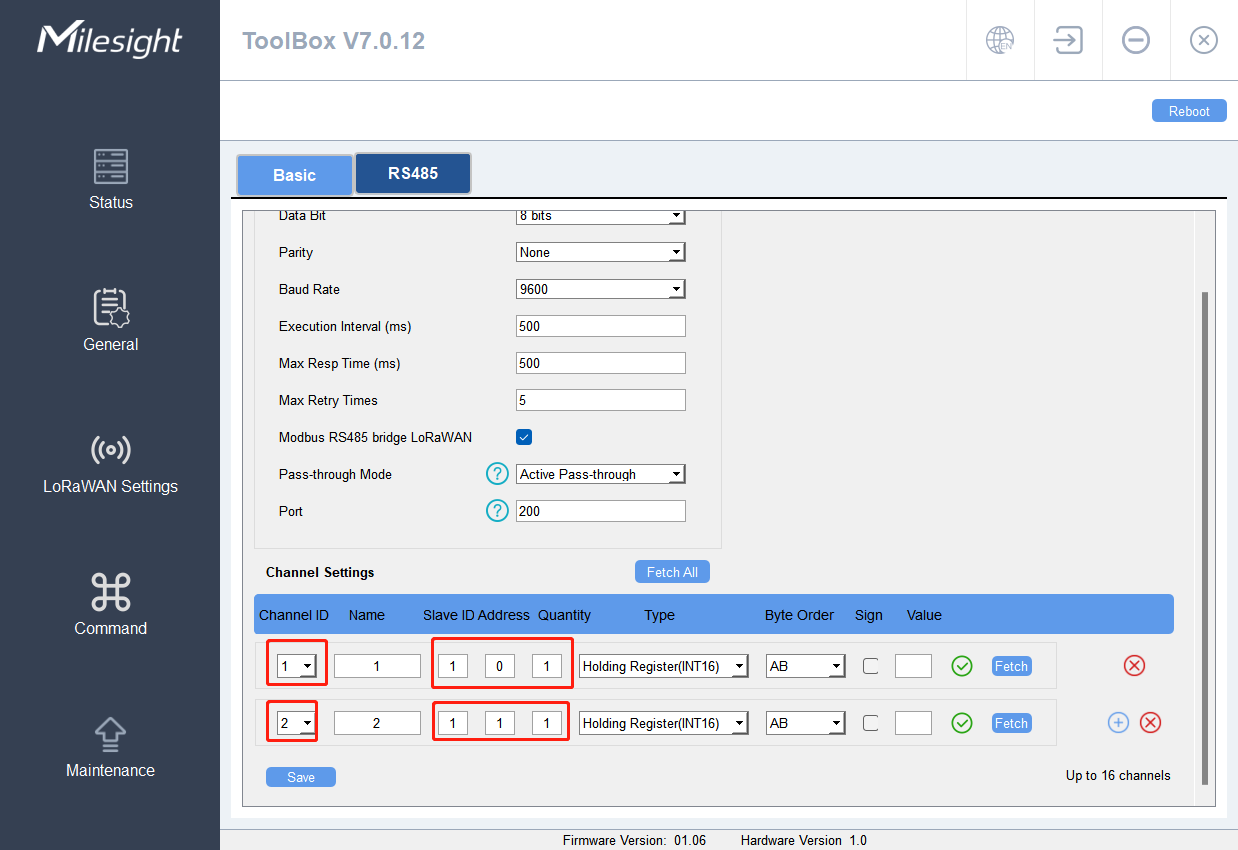 Milesight
ToolBox V7.0.12
EN
Reboot
Basic
RS485
Status
General
LoRaWAN Settings
Command
Maintenance
Data Bit 8 bits
Parity None
Baud Rate 9600
Execution Interval (ms) 500
Max Resp Time (ms) 500
Max Retry Times 5
Modbus RS485 bridge LoRaWAN
Pass-through Mode ? Active Pass-through
Port ? 200
Channel Settings Fetch All
Channel ID Name Slave ID Address Quantity Type Byte Order Sign Value
1 1 1 0 1 Holding Register(INT16) AB Fetch
2 2 1 1 1 Holding Register(INT16) AB Fetch
Save Up to 16 channels
Firmware Version: 01.06 Hardware Version 1.0